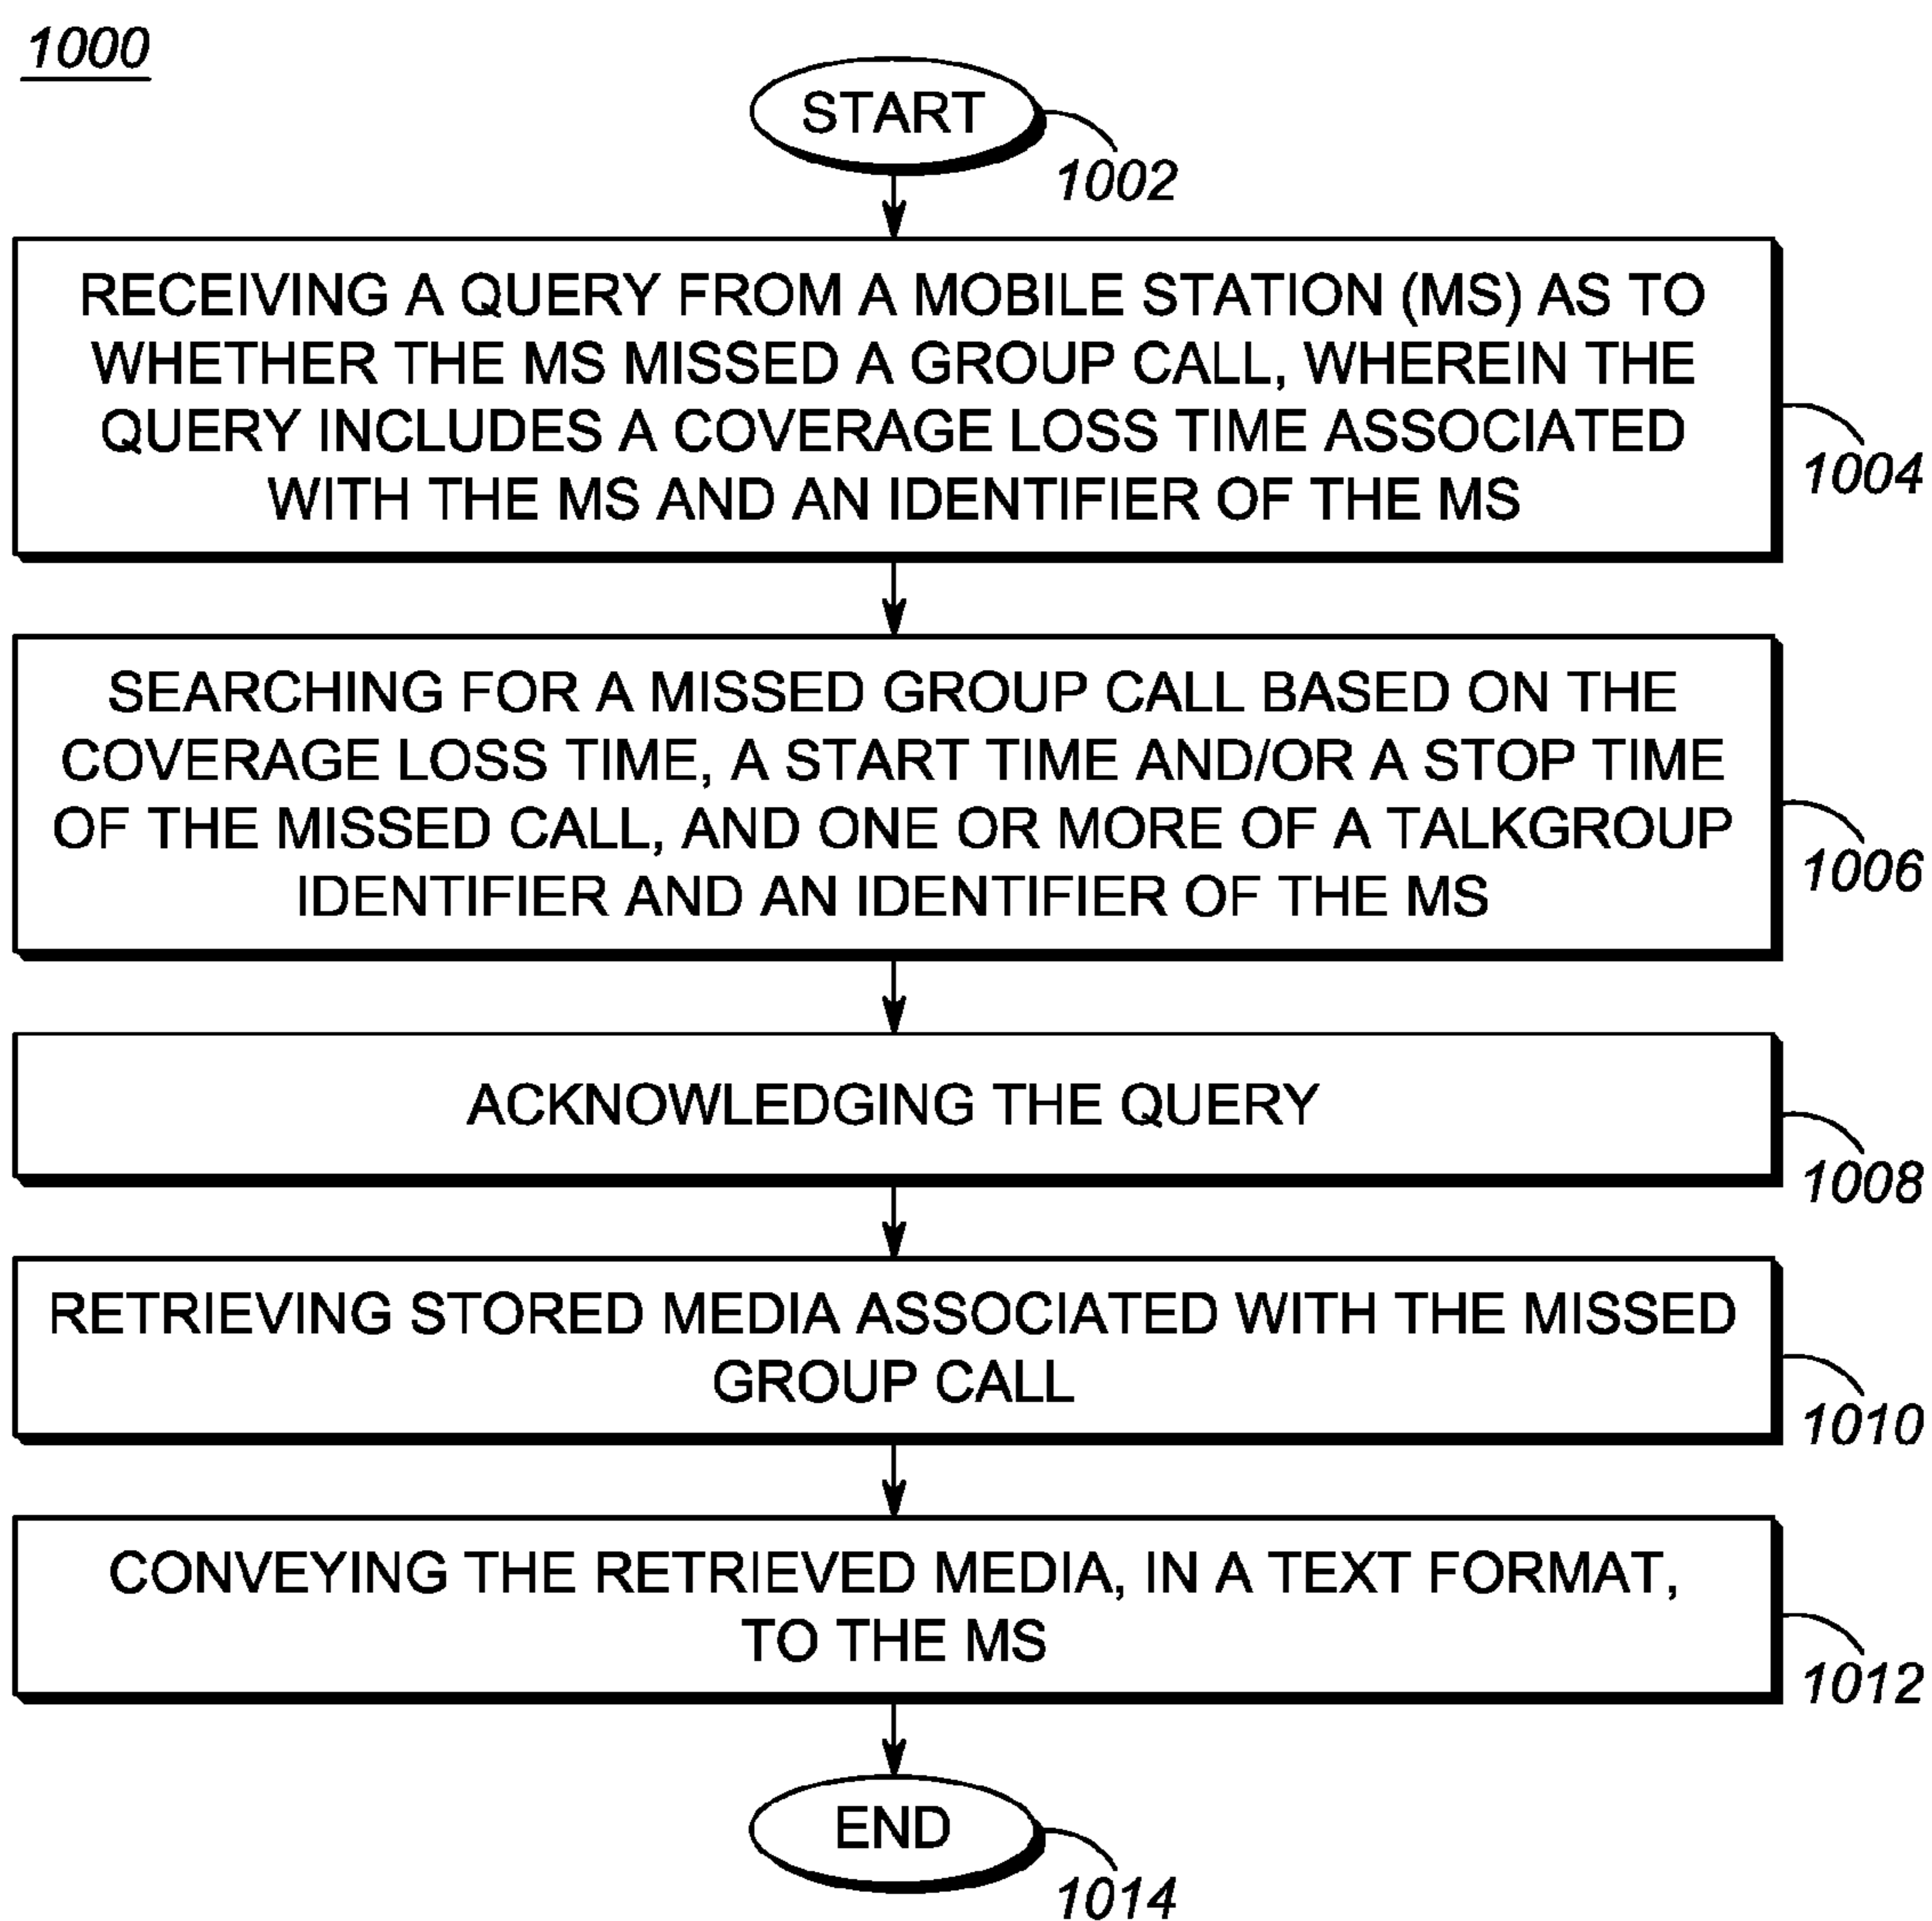 1000
START
1002
RECEIVING A QUERY FROM A MOBILE STATION (MS) AS TO
WHETHER THE MS MISSED A GROUP CALL, WHEREIN THE
QUERY INCLUDES A COVERAGE LOSS TIME ASSOCIATED
WITH THE MS AND AN IDENTIFIER OF THE MS
1004
SEARCHING FOR A MISSED GROUP CALL BASED ON THE
COVERAGE LOSS TIME, A START TIME AND/OR A STOP TIME
OF THE MISSED CALL, AND ONE OR MORE OF A TALKGROUP
IDENTIFIER AND AN IDENTIFIER OF THE MS
1006
ACKNOWLEDGING THE QUERY
1008
RETRIEVING STORED MEDIA ASSOCIATED WITH THE MISSED
GROUP CALL
1010
CONVEYING THE RETRIEVED MEDIA, IN A TEXT FORMAT,
TO THE MS
1012
END
1014